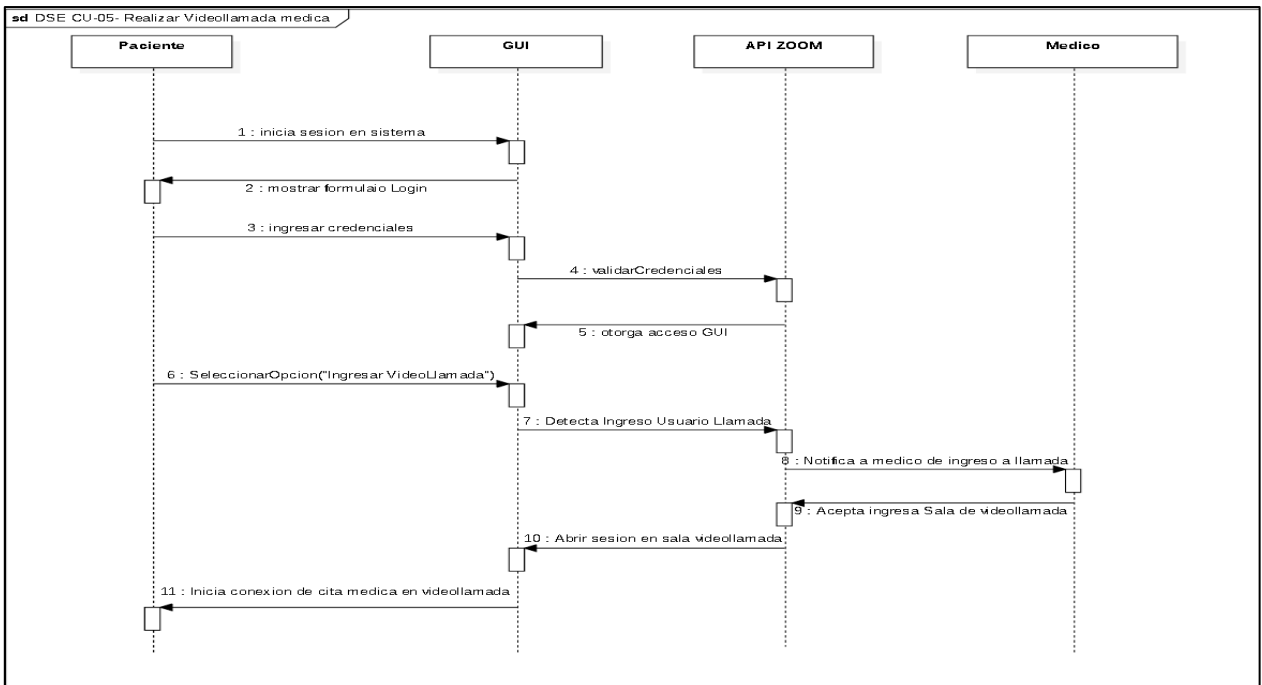 sd DSE CU-05- Realizar Videollamada medica
Paciente
GUI
API ZOOM
Medico
1 : inicia sesion en sistema
2 : mostrar formulaio Login
3 : ingresar credenciales
4 : validarCredenciales
5 : otorga acceso GUI
6 : SeleccionarOpcion("Ingresar VideoLlamada")
7 : Detecta Ingreso Usuario Llamada
8 : Notifica a medico de ingreso a llamada
9 : Acepta ingresa Sala de videollamada
10 : Abrir sesion en sala videollamada
11 : Inicia conexion de cita medica en videollamada